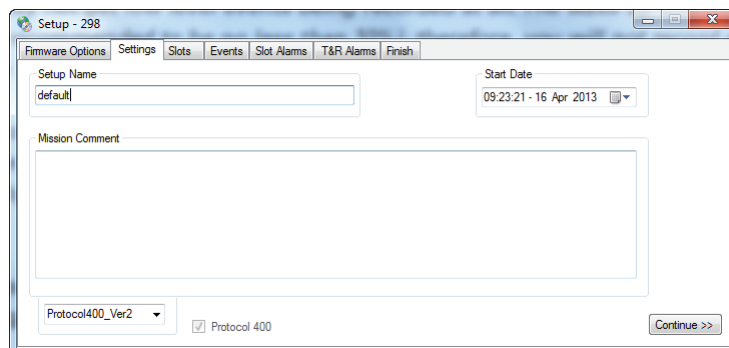 Setup - 298
Firmware Options Settings Slots Events Slot Alarms T&R Alarms Finish
Setup Name
default
Start Date
09:23:21 - 16 Apr 2013
Mission Comment
Protocol400_Ver2
Protocol 400
Continue >>